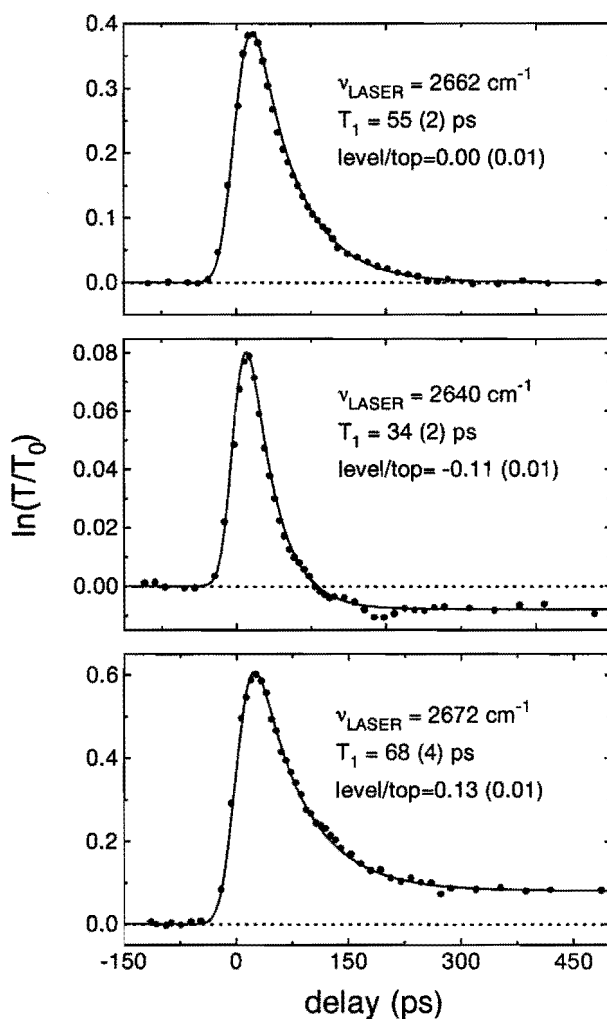 0.4
0.3
0.2
0.1
0.0
ν_LASER = 2662 cm⁻¹
T₁ = 55 (2) ps
level/top=0.00 (0.01)
0.08
0.06
0.04
0.02
0.00
ν_LASER = 2640 cm⁻¹
T₁ = 34 (2) ps
level/top= -0.11 (0.01)
ln(T/T₀)
0.6
0.4
0.2
0.0
ν_LASER = 2672 cm⁻¹
T₁ = 68 (4) ps
level/top=0.13 (0.01)
-150 0 150 300 450
delay (ps)